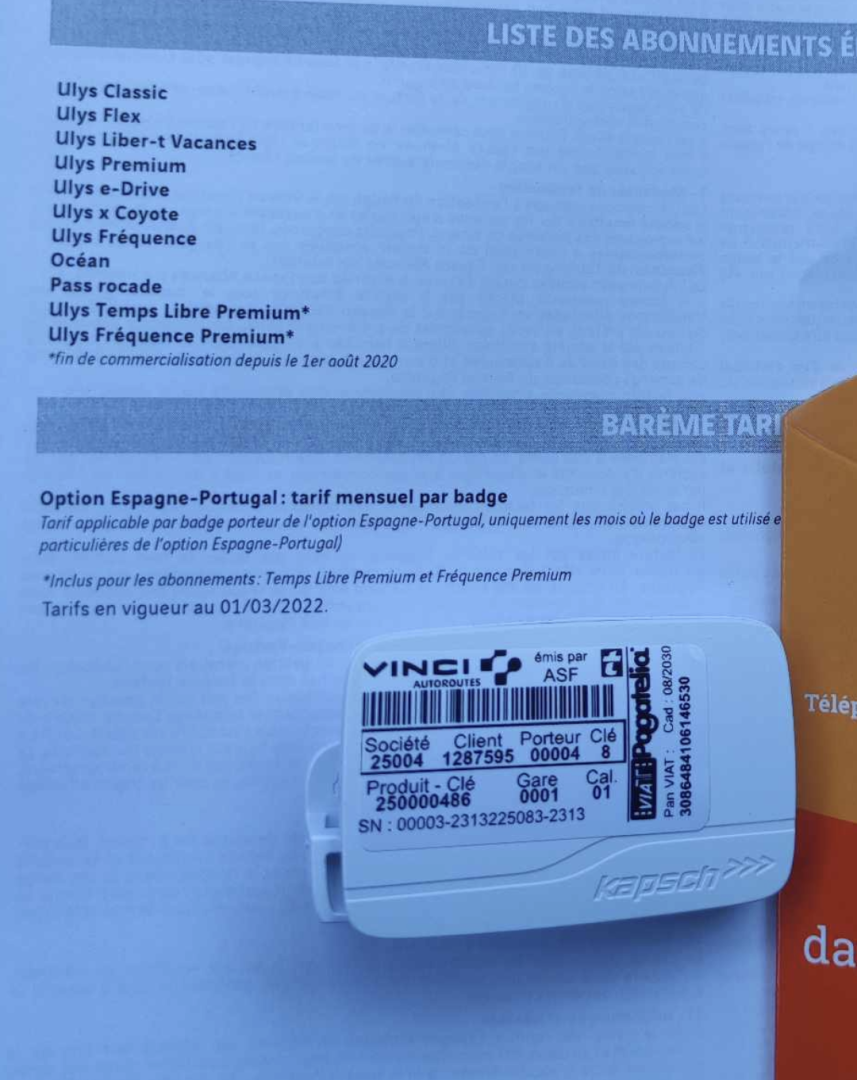 LISTE DES ABONNEMENTS É
Ulys Classic
Ulys Flex
Ulys Liber-t Vacances
Ulys Premium
Ulys e-Drive
Ulys x Coyote
Ulys Fréquence
Océan
Pass rocade
Ulys Temps Libre Premium*
Ulys Fréquence Premium*
*fin de commercialisation depuis le 1er août 2020
BARÈME TARI
Option Espagne-Portugal : tarif mensuel par badge
Tarif applicable par badge porteur de l'option Espagne-Portugal, uniquement les mois où le badge est utilisé e
particulières de l'option Espagne-Portugal)
*Inclus pour les abonnements : Temps Libre Premium et Fréquence Premium
Tarifs en vigueur au 01/03/2022.
VINCI
AUTOROUTES
émis par
ASF
Société Client Porteur Clé
25004 1287595 00004 8
Produit - Clé Gare Cal.
250000486 0001 01
SN : 00003-2313225083-2313
VIAT Pagatelia
Pan VIAT : Cad : 08/2030
3086484106146530
kapsch >>>
Télép
da